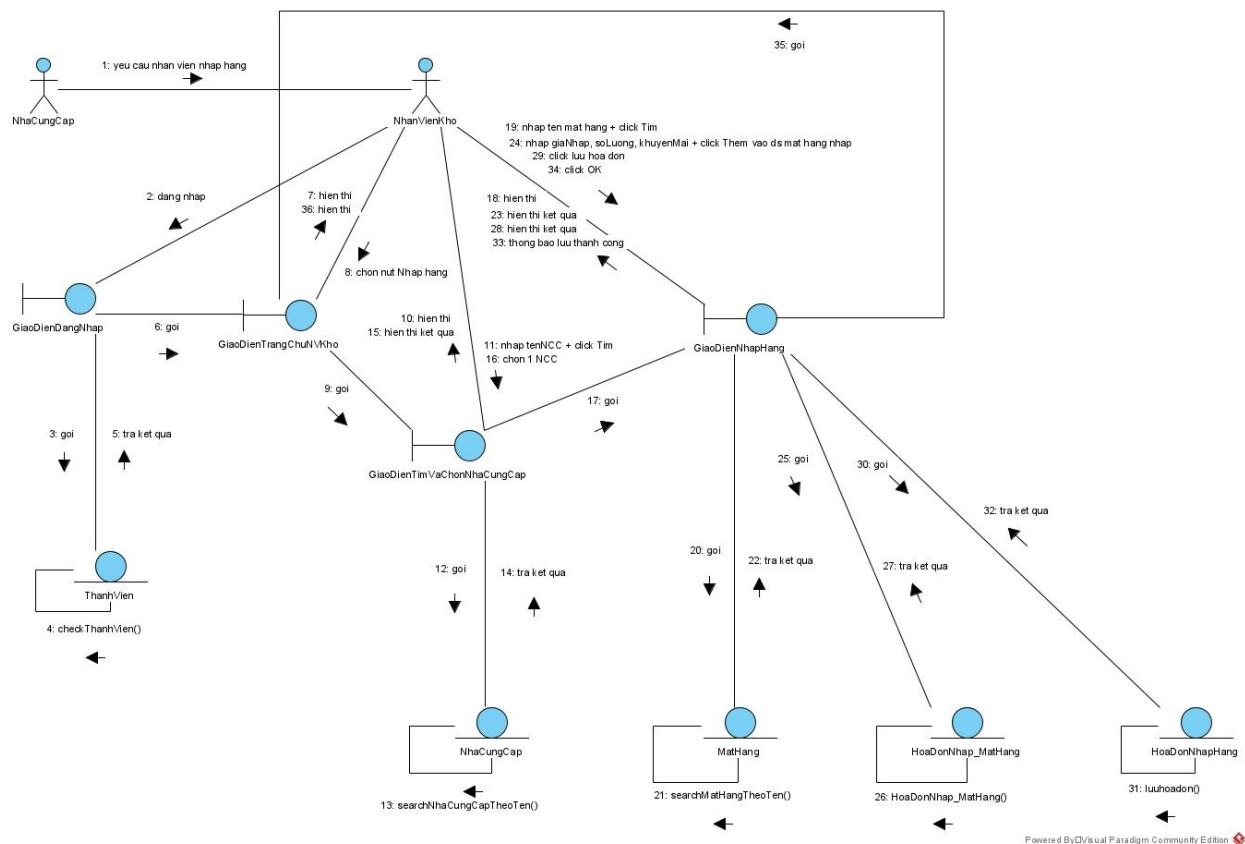 35: goi
1: yeu cau nhan vien nhap hang
NhaCungCap
NhanVienKho
19: nhap ten mat hang + click Tim
24: nhap giaNhap, soLuong, khuyenMai + click Them vao ds mat hang nhap
29: click luu hoa don
34: click OK
2: dang nhap
7: hien thi
36: hien thi
18: hien thi
23: hien thi ket qua
28: hien thi ket qua
33: thong bao luu thanh cong
8: chon nut Nhap hang
GiaoDienDangNhap
6: goi
GiaoDienTrangChuNVKho
10: hien thi
15: hien thi ket qua
11: nhap tenNCC + click Tim
16: chon 1 NCC
GiaoDienNhapHang
9: goi
17: goi
3: goi
5: tra ket qua
GiaoDienTimVaChonNhaCungCap
25: goi
30: goi
32: tra ket qua
20: goi
22: tra ket qua
27: tra ket qua
12: goi
14: tra ket qua
ThanhVien
4: checkThanhVien()
NhaCungCap
MatHang
HoaDonNhap_MatHang
HoaDonNhapHang
13: searchNhaCungCapTheoTen()
21: searchMatHangTheoTen()
26: HoaDonNhap_MatHang()
31: luuhoadon()
Powered By Visual Paradigm Community Edition